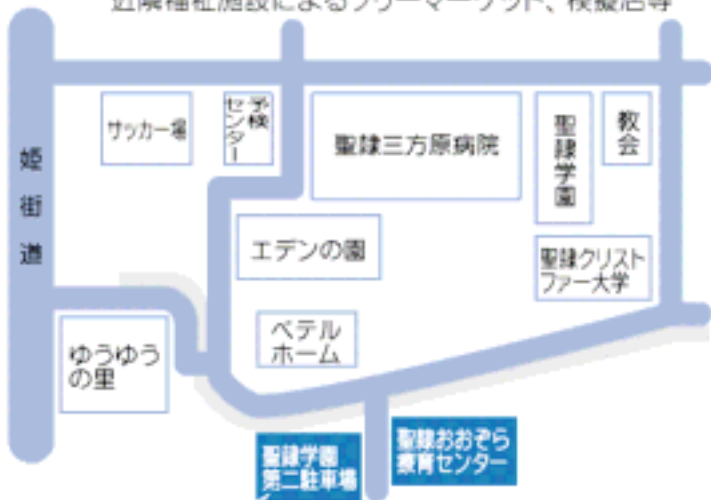 近隣福祉施設によるフリーマーケット、模擬店等
サッカー場
予検
センター
聖隷三方原病院
聖隷学園
教会
姫街道
エデンの園
聖隷クリスト
ファー大学
ベテル
ホーム
ゆうゆう
の里
聖隷学園
第二駐車場
聖隷おおぞら
療育センター